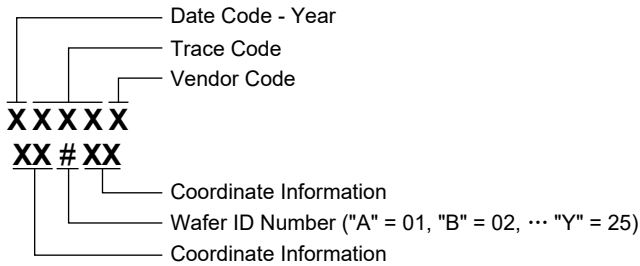 Date Code - Year
Trace Code
Vendor Code
X X X X X
XX # XX
Coordinate Information
Wafer ID Number ("A" = 01, "B" = 02, ⋯ "Y" = 25)
Coordinate Information